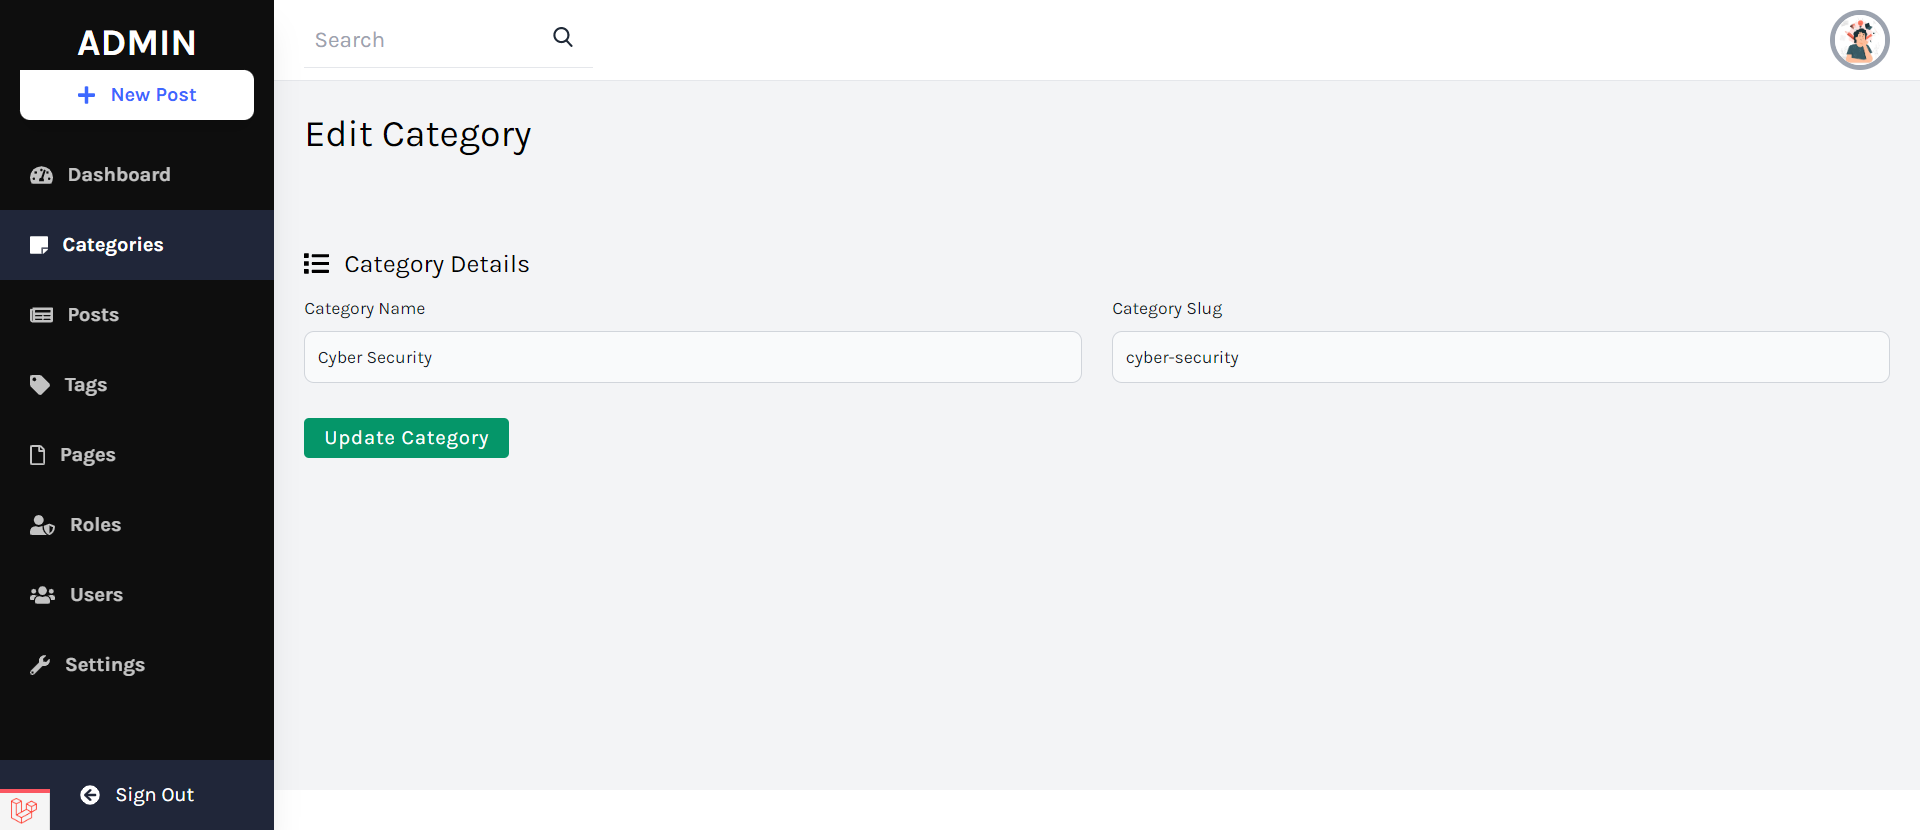 ADMIN
New Post
Dashboard
Categories
Posts
Tags
Pages
Roles
Users
Settings
Sign Out
Search
Edit Category
Category Details
Category Name
Cyber Security
Category Slug
cyber-security
Update Category